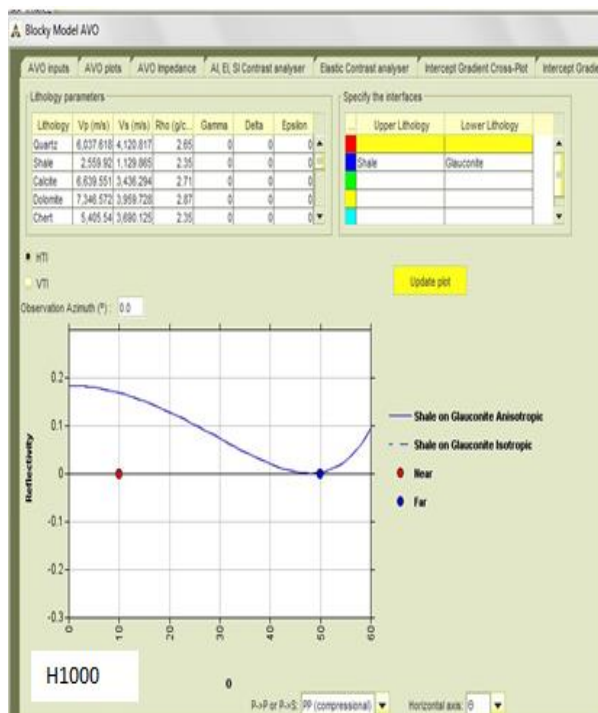 Blocky Model AVO
AVO inputs AVO plots AVO Impedance AI, EI, SI Contrast analyser Elastic Contrast analyser Intercept Gradient Cross-Plot Intercept Gradie
Lithology parameters
Lithology Vp (m/s) Vs (m/s) Rho (g/c... Gamma Delta Epsilon
Quartz 6,037.618 4,120.817 2.65 0 0 0
Shale 2,559.92 1,129.865 2.35 0 0 0
Calcite 6,639.551 3,436.294 2.71 0 0 0
Dolomite 7,346.572 3,959.728 2.87 0 0 0
Chert 5,405.54 3,690.125 2.35 0 0 0
Specify the interfaces
... Upper Lithology Lower Lithology
Shale Glauconite
HTI
VTI
Update plot
Observation Azimuth (º) : 0.0
0.2
0.1
0
-0.1
-0.2
-0.3
Reflectivity
0 10 20 30 40 50 60
Shale on Glauconite Anisotropic
Shale on Glauconite Isotropic
Near
Far
H1000
θ
P->P or P->S: PP (compressional) Horizontal axis: θ